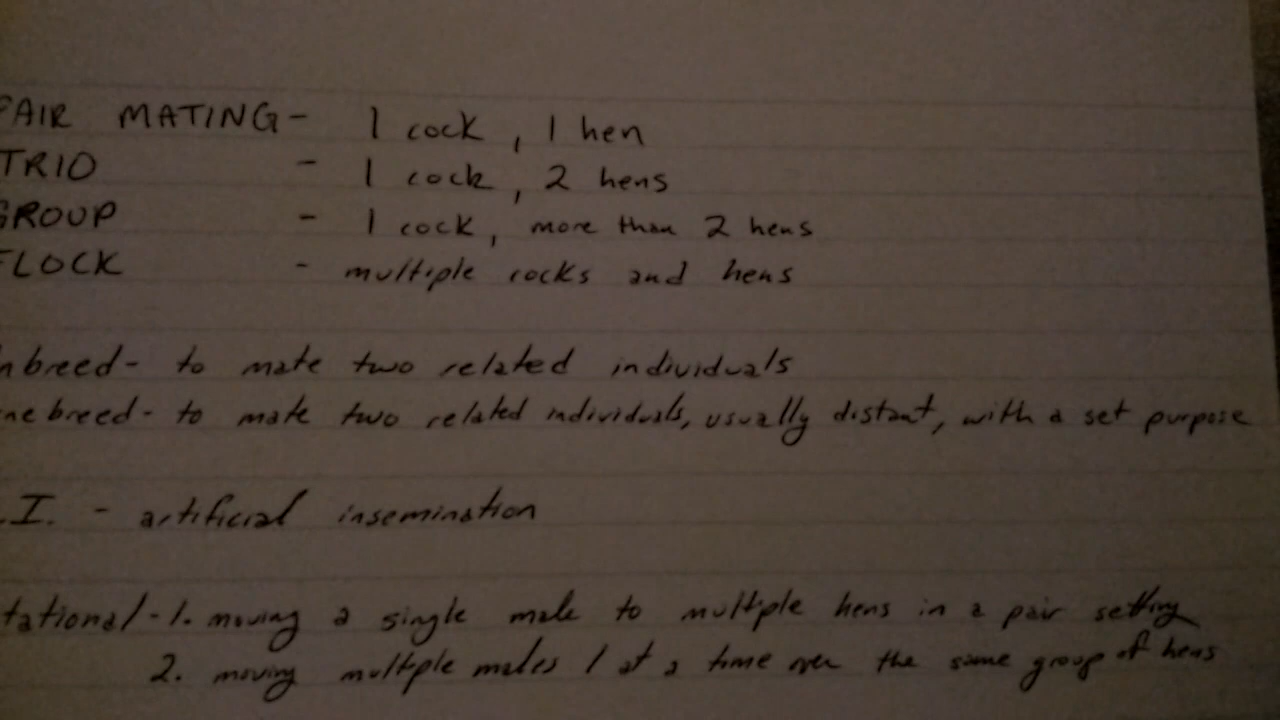 PAIR MATING - 1 cock, 1 hen
TRIO - 1 cock, 2 hens
GROUP - 1 cock, more than 2 hens
FLOCK - multiple cocks and hens
nbreed - to mate two related individuals
ne breed - to mate two related individuals, usually distant, with a set purpose
.I. - artificial insemination
tational - 1. moving a single male to multiple hens in a pair setting
2. moving multiple males 1 at a time over the same group of hens